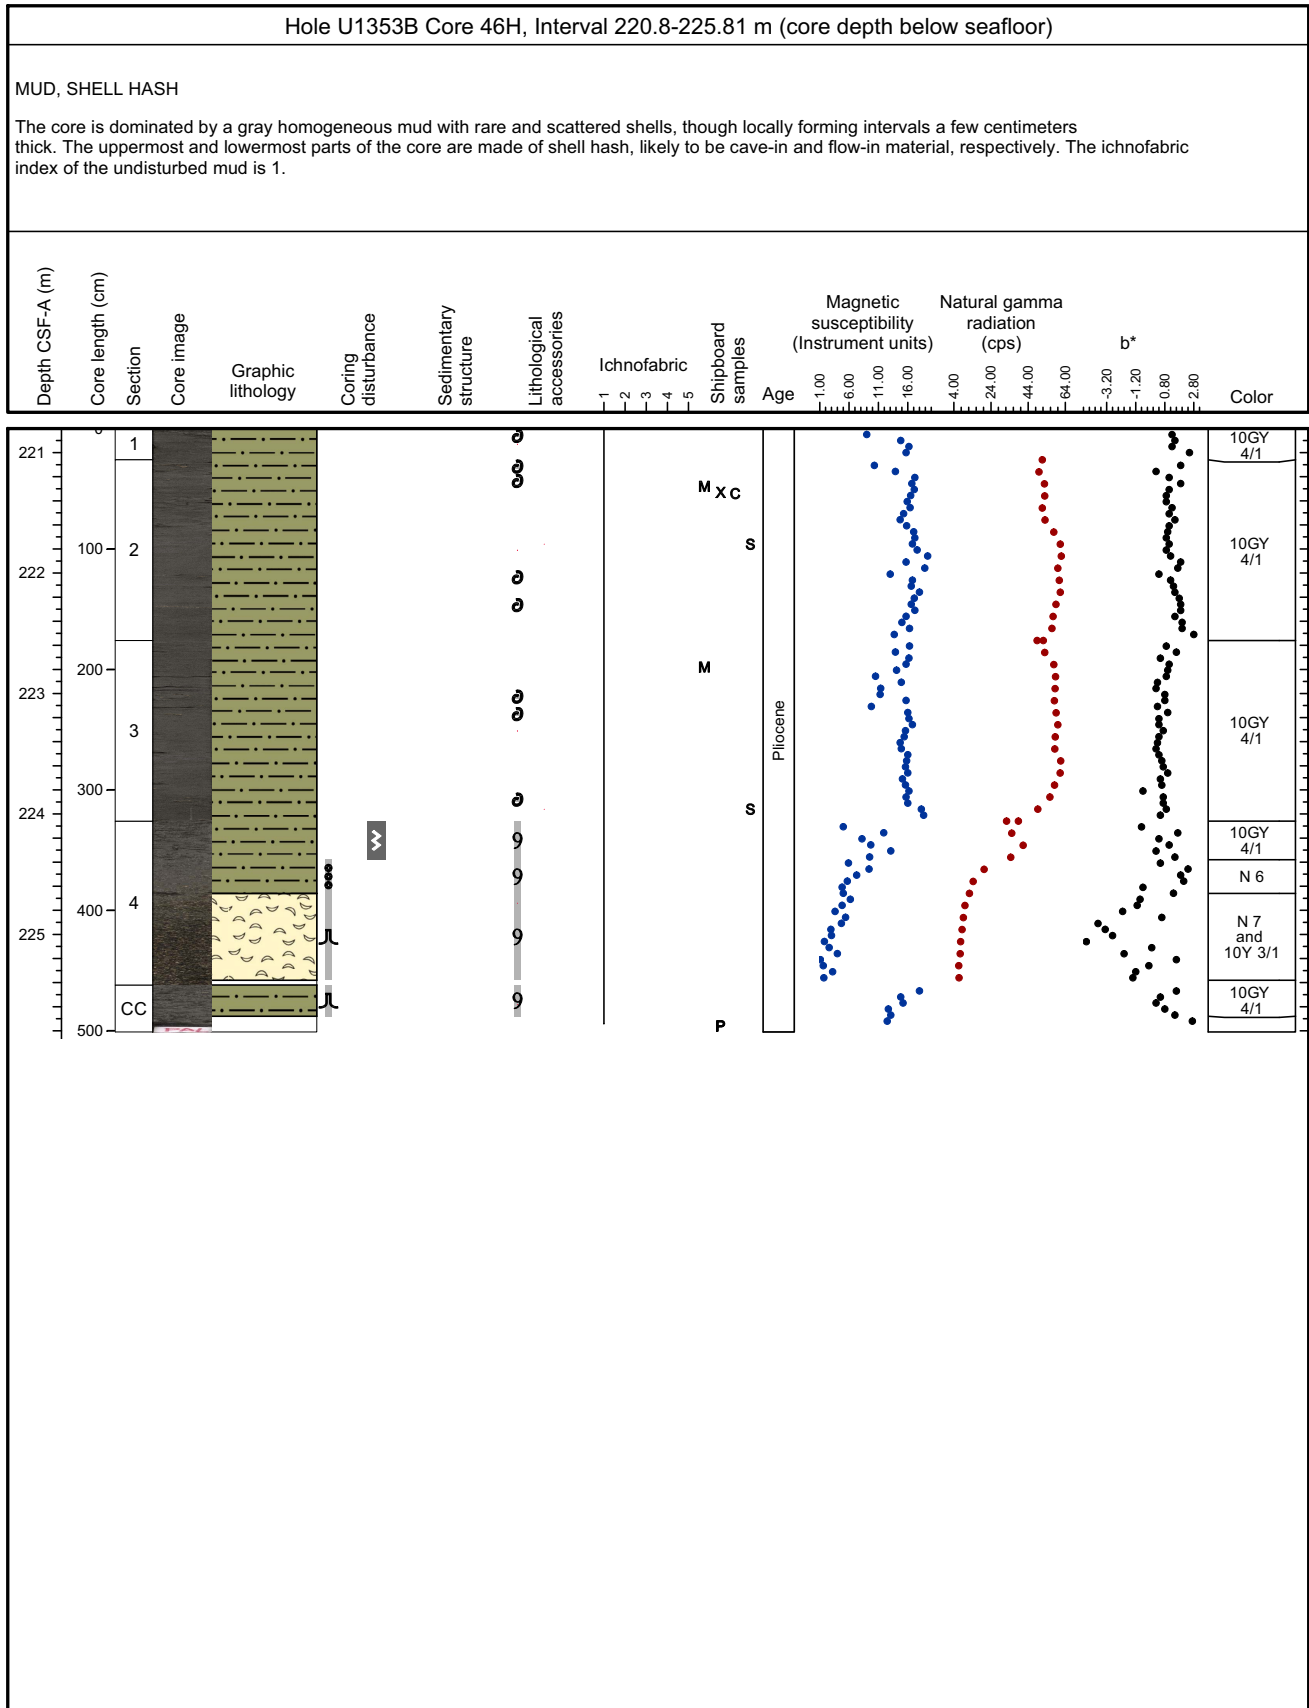 Hole U1353B Core 46H, Interval 220.8-225.81 m (core depth below seafloor)
MUD, SHELL HASH
The core is dominated by a gray homogeneous mud with rare and scattered shells, though locally forming intervals a few centimeters
thick. The uppermost and lowermost parts of the core are made of shell hash, likely to be cave-in and flow-in material, respectively. The ichnofabric
index of the undisturbed mud is 1.
Depth CSF-A (m)
Core length (cm)
Section
Core image
Graphic
lithology
Coring
disturbance
Sedimentary
structure
Lithological
accessories
Ichnofabric
1 2 3 4 5
Shipboard
samples
Age
Magnetic
susceptibility
(Instrument units)
1.00 6.00 11.00 16.00
Natural gamma
radiation
(cps)
4.00 24.00 44.00 64.00
b*
-3.20 -1.20 0.80 2.80
Color
221
222
223
224
225
100
200
300
400
500
1
2
3
4
CC
M X C
S
M
S
P
Pliocene
10GY
4/1
10GY
4/1
10GY
4/1
10GY
4/1
N 6
N 7
and
10Y 3/1
10GY
4/1